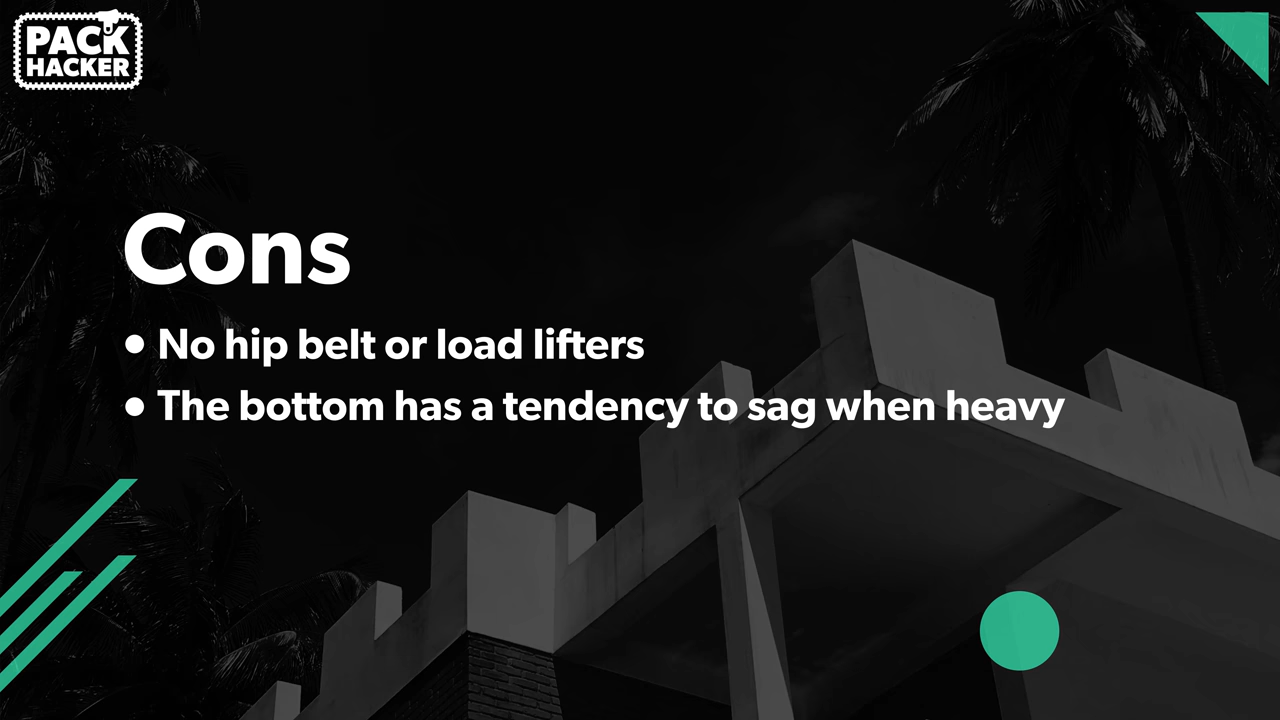 PACK
HACKER
Cons
• No hip belt or load lifters
• The bottom has a tendency to sag when heavy